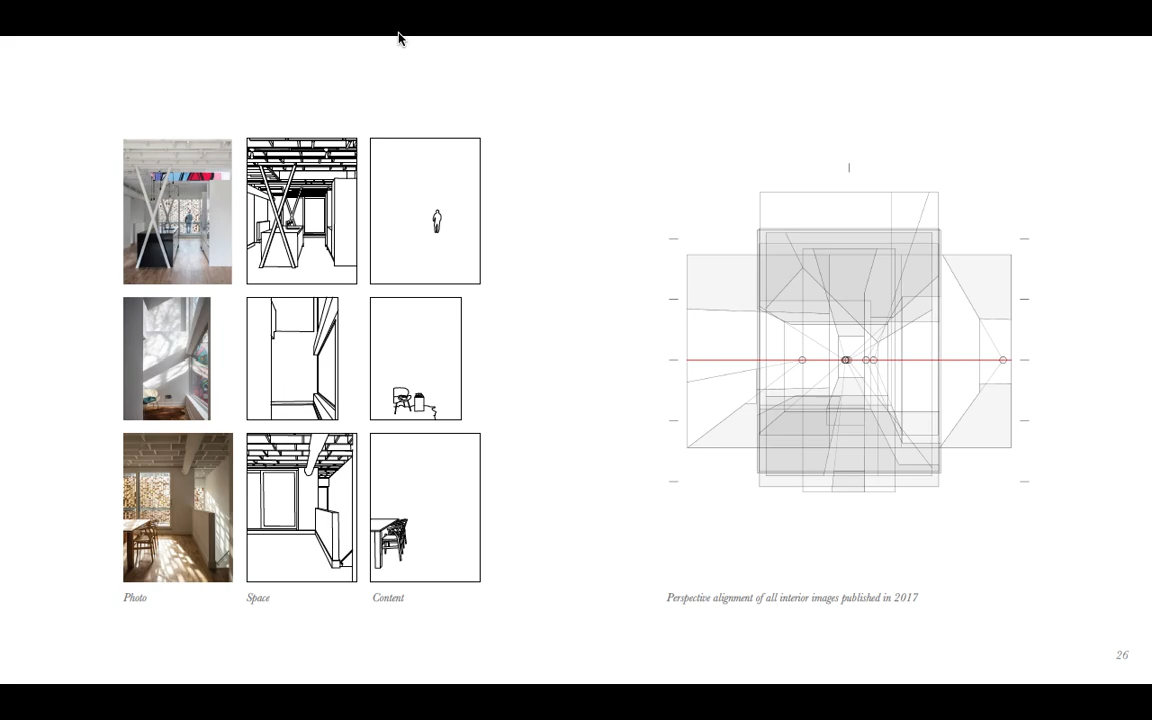 Photo
Space
Content
Perspective alignment of all interior images published in 2017
26